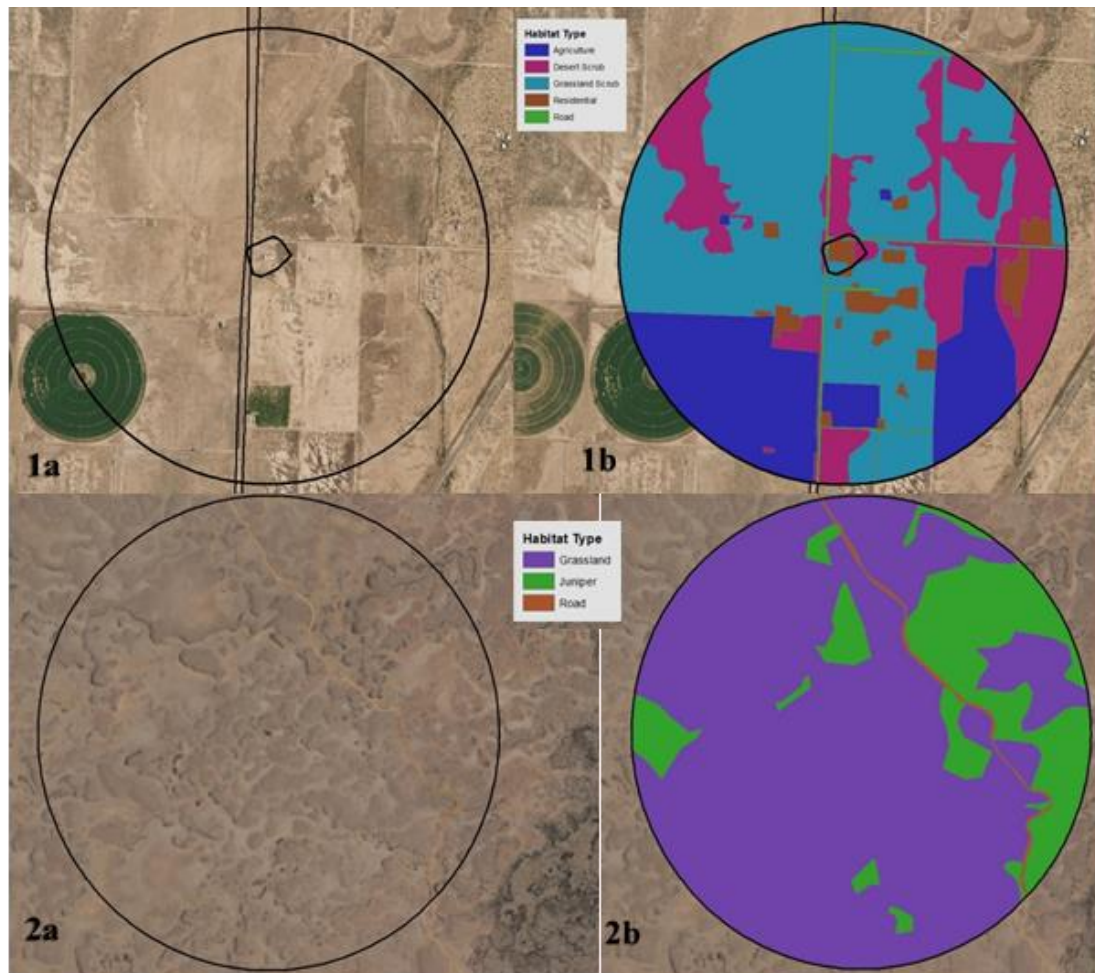 Habitat Type
Agriculture
Desert Scrub
Grassland Scrub
Residential
Road
1a
1b
Habitat Type
Grassland
Juniper
Road
2a
2b